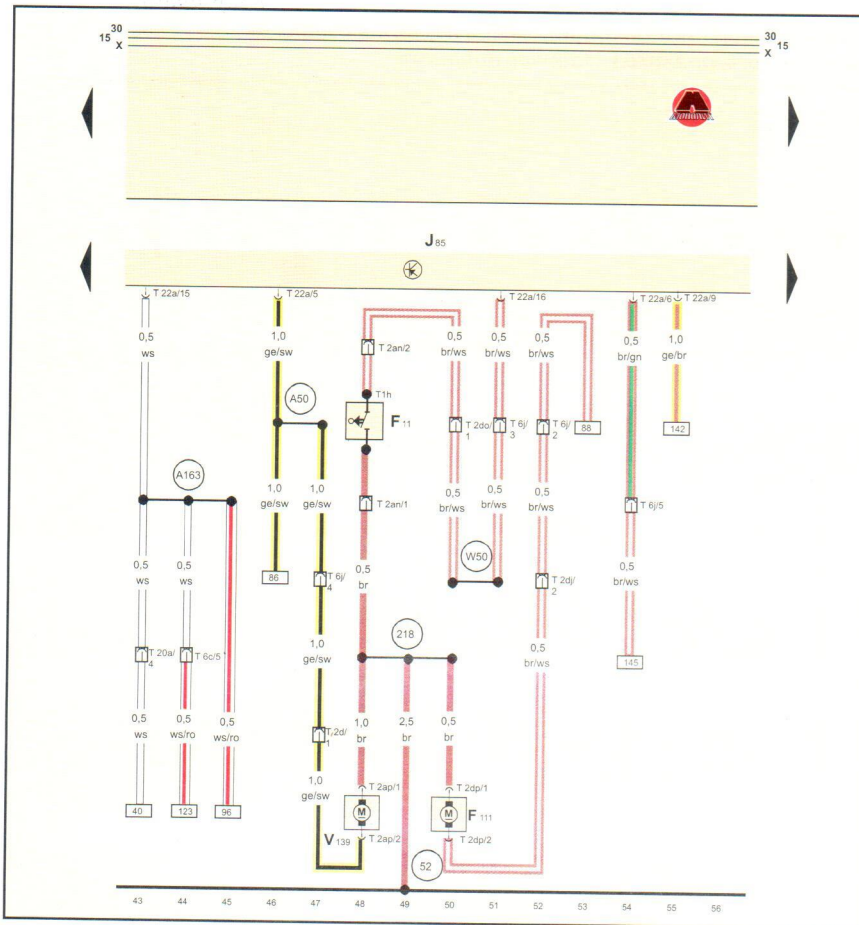 30
15
X
30
15
X
J 85
T 22a/15
T 22a/5
T 22a/16
T 22a/6
T 22a/9
0,5
ws
1,0
ge/sw
T 2an/2
0,5
br/ws
0,5
br/ws
0,5
br/ws
0,5
br/gn
1,0
ge/br
T1h
A50
F 11
T 2do/
1
T 6j/
3
T 6j/
2
88
142
A163
1,0
ge/sw
1,0
ge/sw
T 2an/1
0,5
br/ws
0,5
br/ws
0,5
br/ws
T 6j/5
W50
0,5
ws
0,5
ws
86
T 6j/
4
0,5
br
T 2dj/
2
0,5
br/ws
218
0,5
br/ws
T 20a/
4
T 6c/5
1,0
ge/sw
145
0,5
ws
0,5
ws/ro
0,5
ws/ro
T 2d/
1
1,0
br
2,5
br
0,5
br
1,0
ge/sw
T 2ap/1
T 2dp/1
40
123
96
M
M
F 111
V 139
T 2ap/2
T 2dp/2
52
43 44 45 46 47 48 49 50 51 52 53 54 55 56